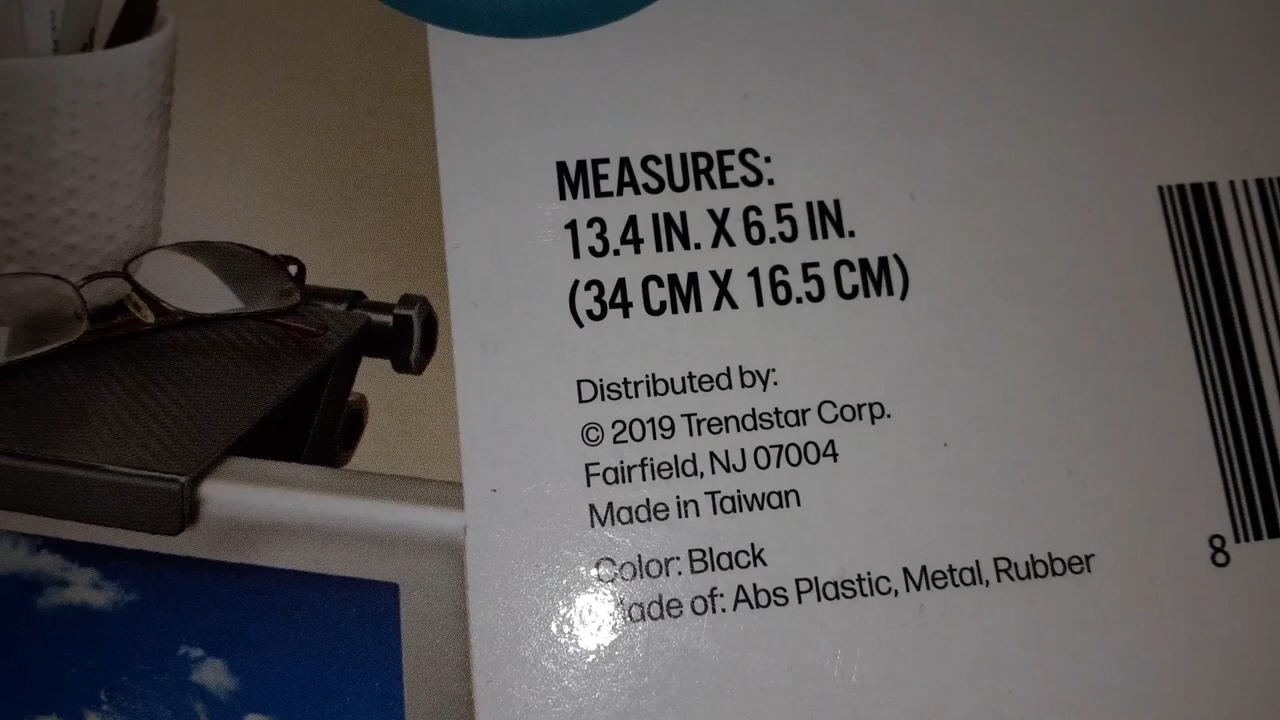 MEASURES:
13.4 IN. X 6.5 IN.
(34 CM X 16.5 CM)
Distributed by:
© 2019 Trendstar Corp.
Fairfield, NJ 07004
Made in Taiwan
Color: Black
Made of: Abs Plastic, Metal, Rubber
8